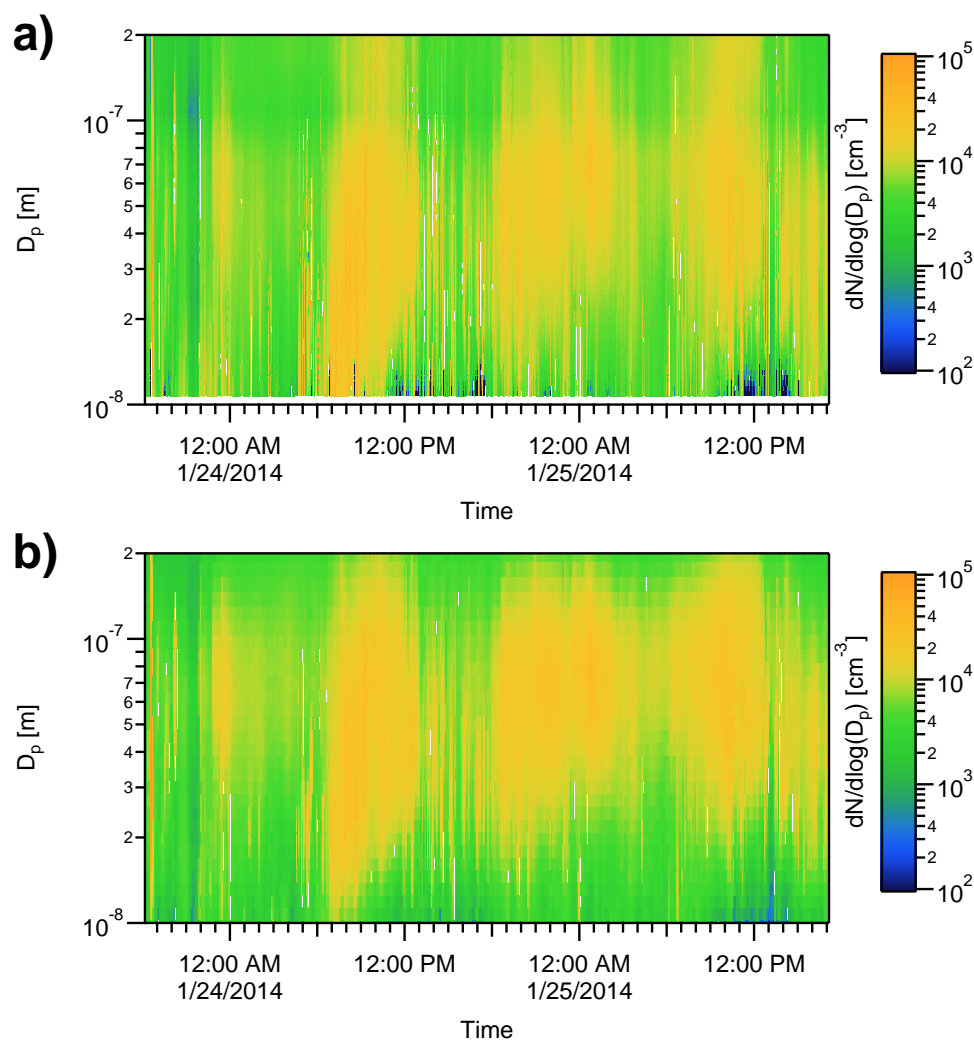 a)
2
10^-7
7
6
5
4
3
2
10^-8
D_p [m]
12:00 AM
1/24/2014
12:00 PM
12:00 AM
1/25/2014
12:00 PM
Time
10^5
4
2
10^4
4
2
10^3
4
2
10^2
dN/dlog(D_p) [cm^-3]
b)
2
10^-7
7
6
5
4
3
2
10^-8
D_p [m]
12:00 AM
1/24/2014
12:00 PM
12:00 AM
1/25/2014
12:00 PM
Time
10^5
4
2
10^4
4
2
10^3
4
2
10^2
dN/dlog(D_p) [cm^-3]